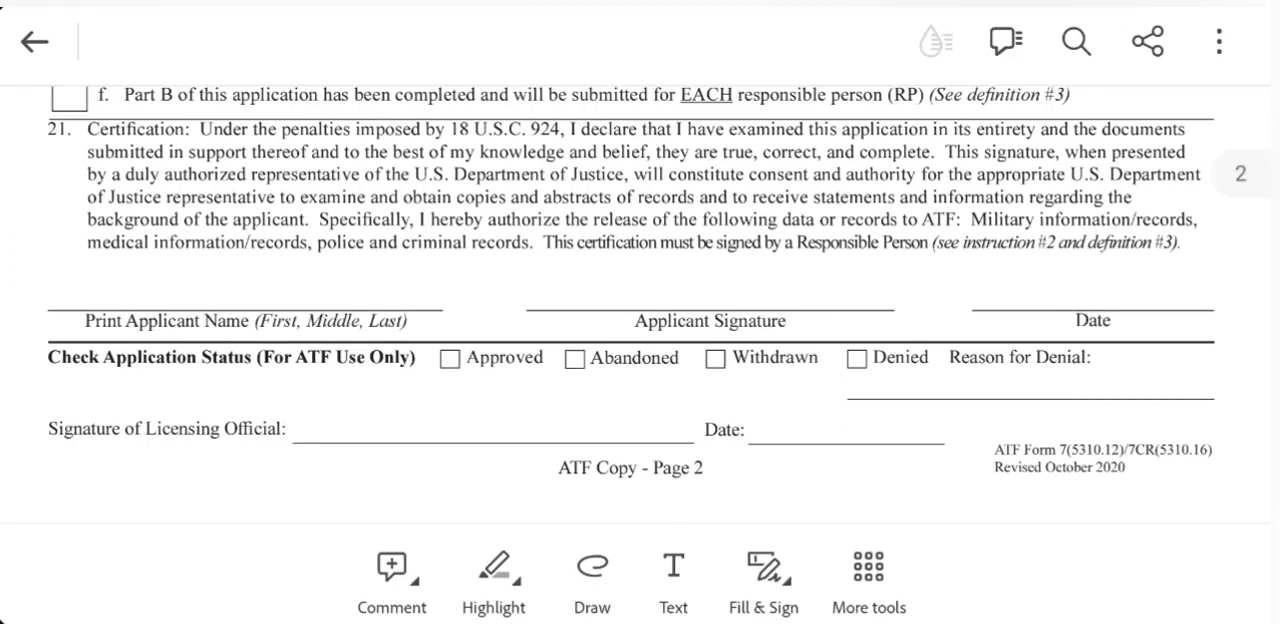 f. Part B of this application has been completed and will be submitted for EACH responsible person (RP) (See definition #3)
21. Certification: Under the penalties imposed by 18 U.S.C. 924, I declare that I have examined this application in its entirety and the documents
submitted in support thereof and to the best of my knowledge and belief, they are true, correct, and complete. This signature, when presented
by a duly authorized representative of the U.S. Department of Justice, will constitute consent and authority for the appropriate U.S. Department
2
of Justice representative to examine and obtain copies and abstracts of records and to receive statements and information regarding the
background of the applicant. Specifically, I hereby authorize the release of the following data or records to ATF: Military information/records,
medical information/records, police and criminal records. This certification must be signed by a Responsible Person (see instruction #2 and definition #3).
Print Applicant Name (First, Middle, Last) Applicant Signature Date
Check Application Status (For ATF Use Only) Approved Abandoned Withdrawn Denied Reason for Denial:
Signature of Licensing Official: Date:
ATF Form 7(5310.12)/7CR(5310.16)
ATF Copy - Page 2
Revised October 2020
Comment Highlight Draw Text Fill & Sign More tools